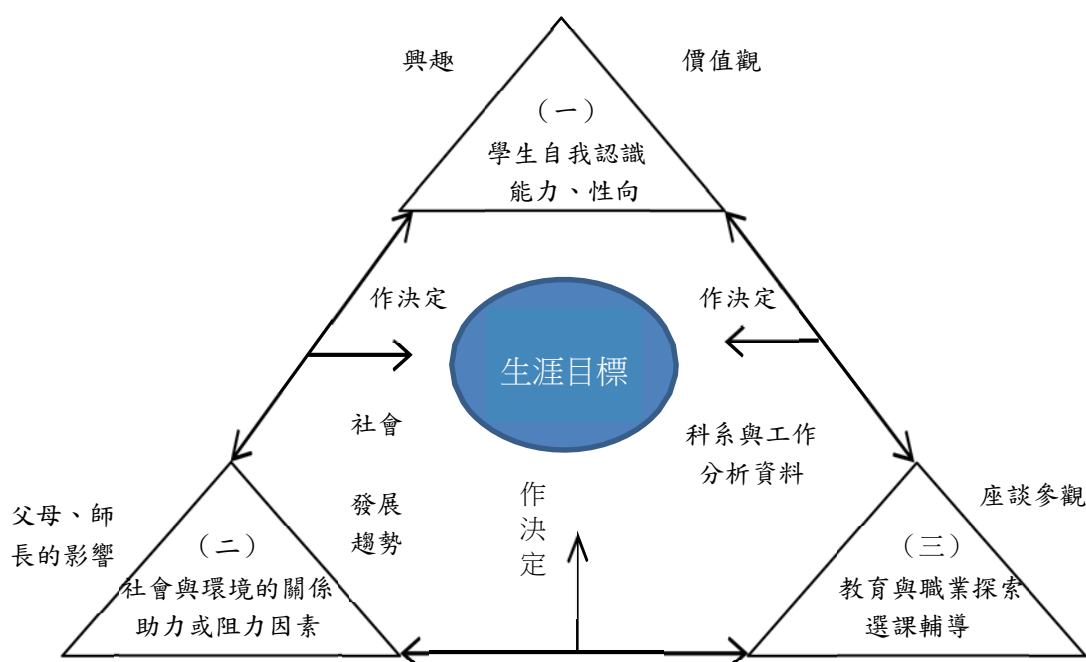 興趣
價值觀
（一）
學生自我認識
能力、性向
作決定
作決定
生涯目標
社會
發展
趨勢
科系與工作
分析資料
作決定
父母、師
長的影響
（二）
社會與環境的關係
助力或阻力因素
座談參觀
（三）
教育與職業探索
選課輔導